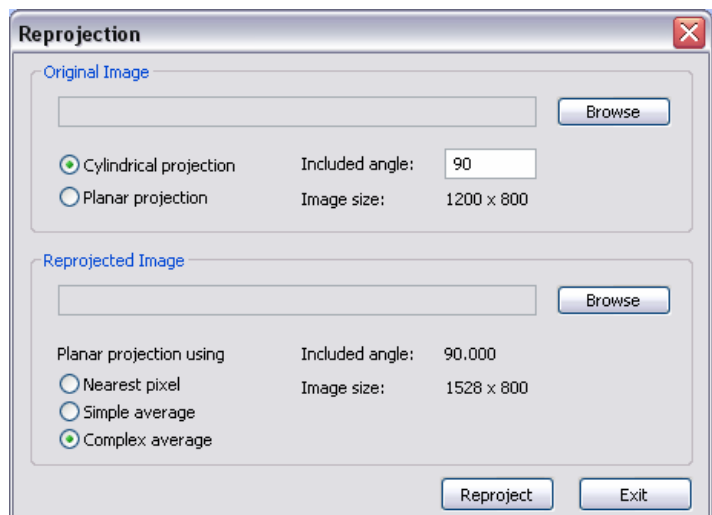 Reprojection
Original Image
Browse
Cylindrical projection Included angle: 90
Planar projection Image size: 1200 x 800
Reprojected Image
Browse
Planar projection using Included angle: 90.000
Nearest pixel Image size: 1528 x 800
Simple average
Complex average
Reproject Exit